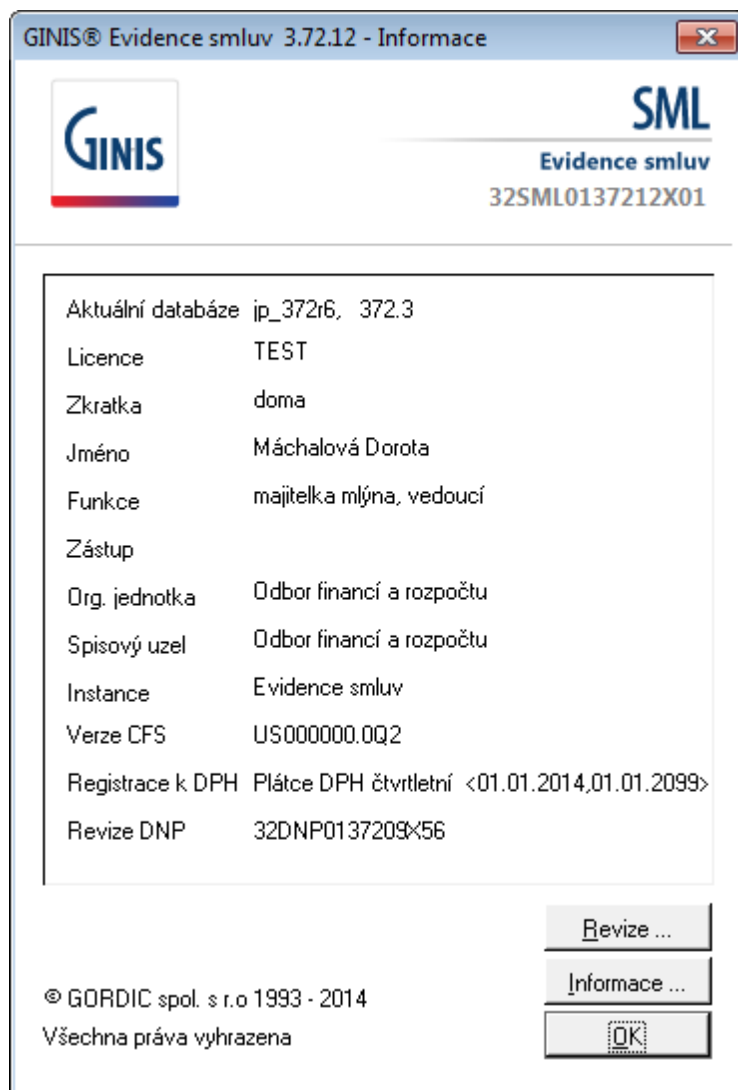 GINIS® Evidence smluv 3.72.12 - Informace
GINIS
SML
Evidence smluv
32SML0137212X01
Aktuální databáze jp_372r6, 372.3
Licence TEST
Zkratka doma
Jméno Máchalová Dorota
Funkce majitelka mlýna, vedoucí
Zástup
Org. jednotka Odbor financí a rozpočtu
Spisový uzel Odbor financí a rozpočtu
Instance Evidence smluv
Verze CFS US000000.0Q2
Registrace k DPH Plátce DPH čtvrtletní <01.01.2014,01.01.2099>
Revize DNP 32DNP0137209X56
Revize ...
Informace ...
© GORDIC spol. s r.o 1993 - 2014
Všechna práva vyhrazena
OK